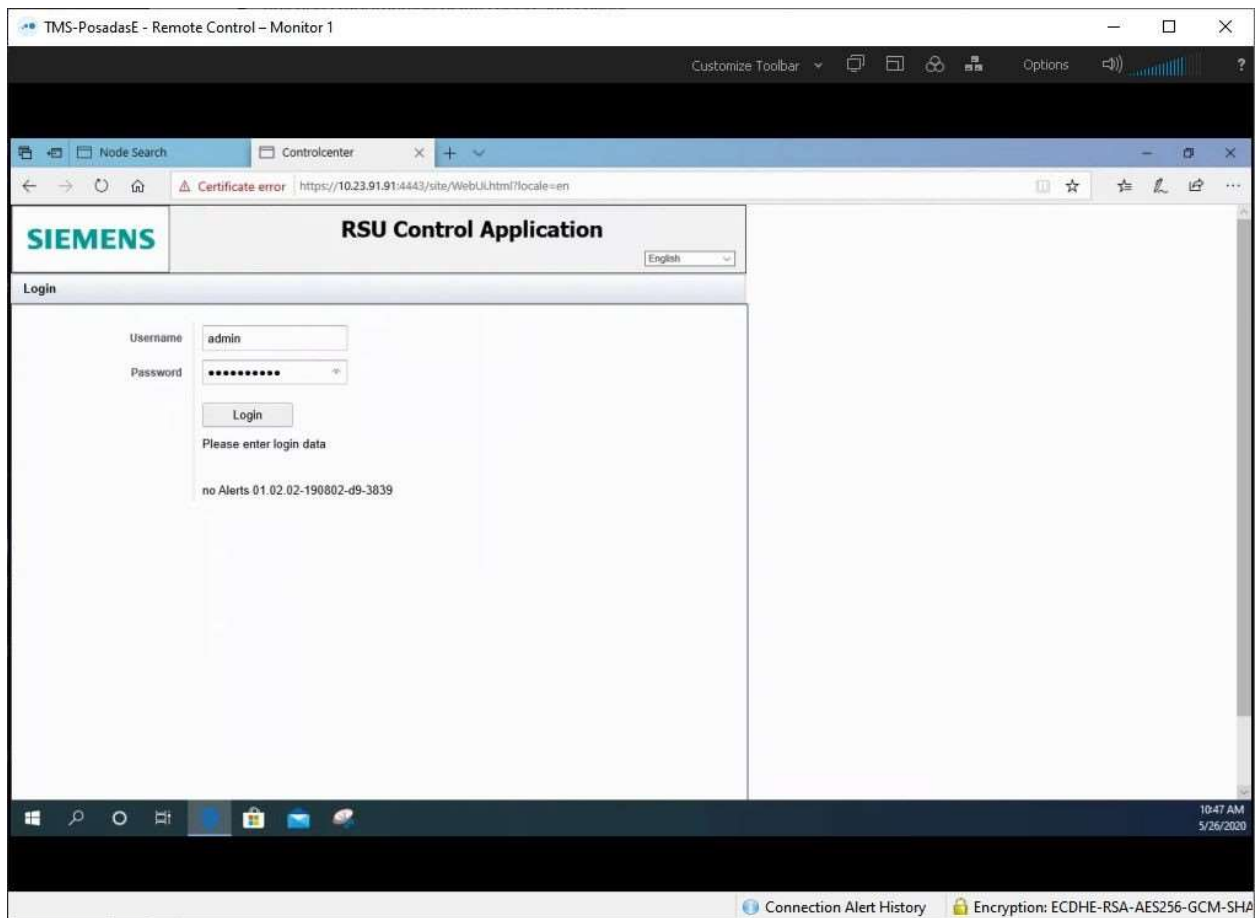 TMS-PosadasE - Remote Control – Monitor 1
Customize Toolbar
Options
?
Node Search
Controlcenter
Certificate error https://10.23.91.91:4443/site/WebUi.html?locale=en
SIEMENS
RSU Control Application
English
Login
Username admin
Password ••••••••••
Login
Please enter login data
no Alerts 01.02.02-190802-d9-3839
10:47 AM
5/26/2020
Connection Alert History Encryption: ECDHE-RSA-AES256-GCM-SHA